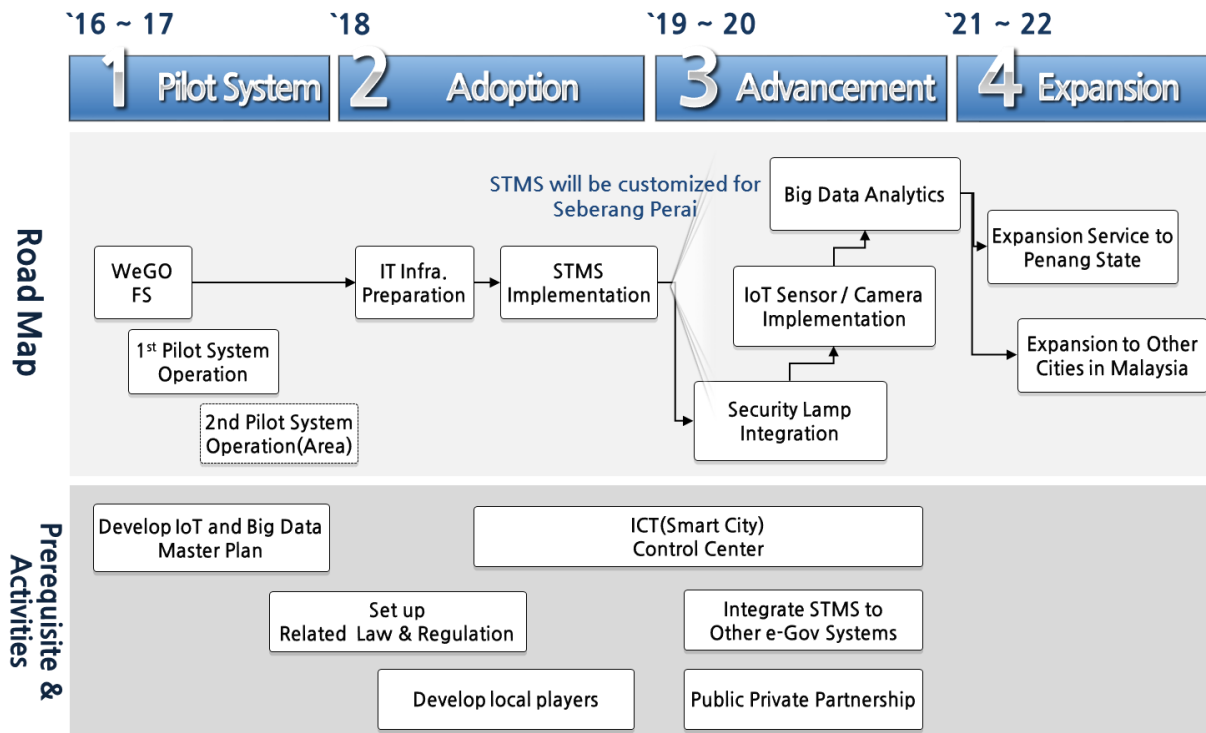 `16 ~ 17
`18
`19 ~ 20
`21 ~ 22
1 Pilot System
2 Adoption
3 Advancement
4 Expansion
Road Map
STMS will be customized for
Seberang Perai
WeGO
FS
1st Pilot System
Operation
2nd Pilot System
Operation(Area)
IT Infra.
Preparation
STMS
Implementation
Big Data Analytics
IoT Sensor / Camera
Implementation
Security Lamp
Integration
Expansion Service to
Penang State
Expansion to Other
Cities in Malaysia
Prerequisite &
Activities
Develop IoT and Big Data
Master Plan
ICT(Smart City)
Control Center
Set up
Related Law & Regulation
Integrate STMS to
Other e-Gov Systems
Develop local players
Public Private Partnership